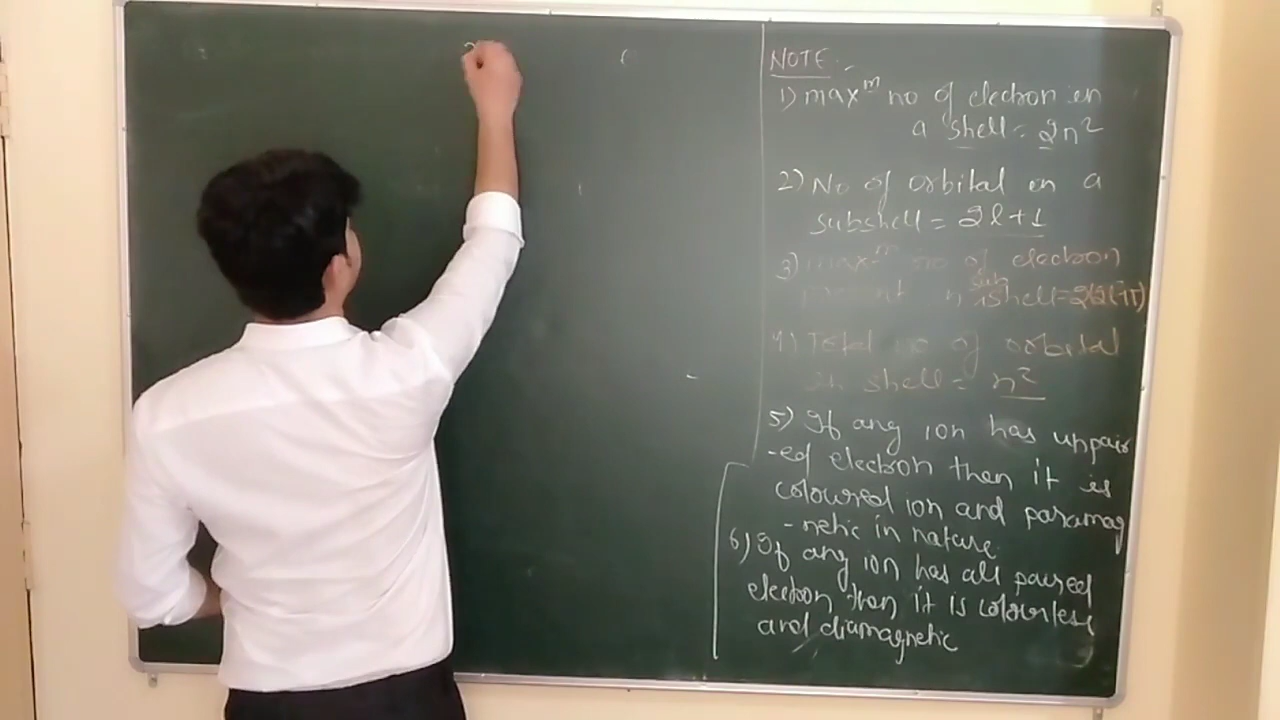 NOTE:-
1) maxᵐ no of electron in
a shell = 2n²
2) No of orbital in a
subshell = 2l+1
3) maxᵐ no of electron
present in subshell = 2(2l+1)
4) Total no of orbital
in shell = n²
5) If any ion has unpair
-ed electron then it is
coloured ion and paramag
-netic in nature.
6) If any ion has all paired
electron then it is colourless
and diamagnetic